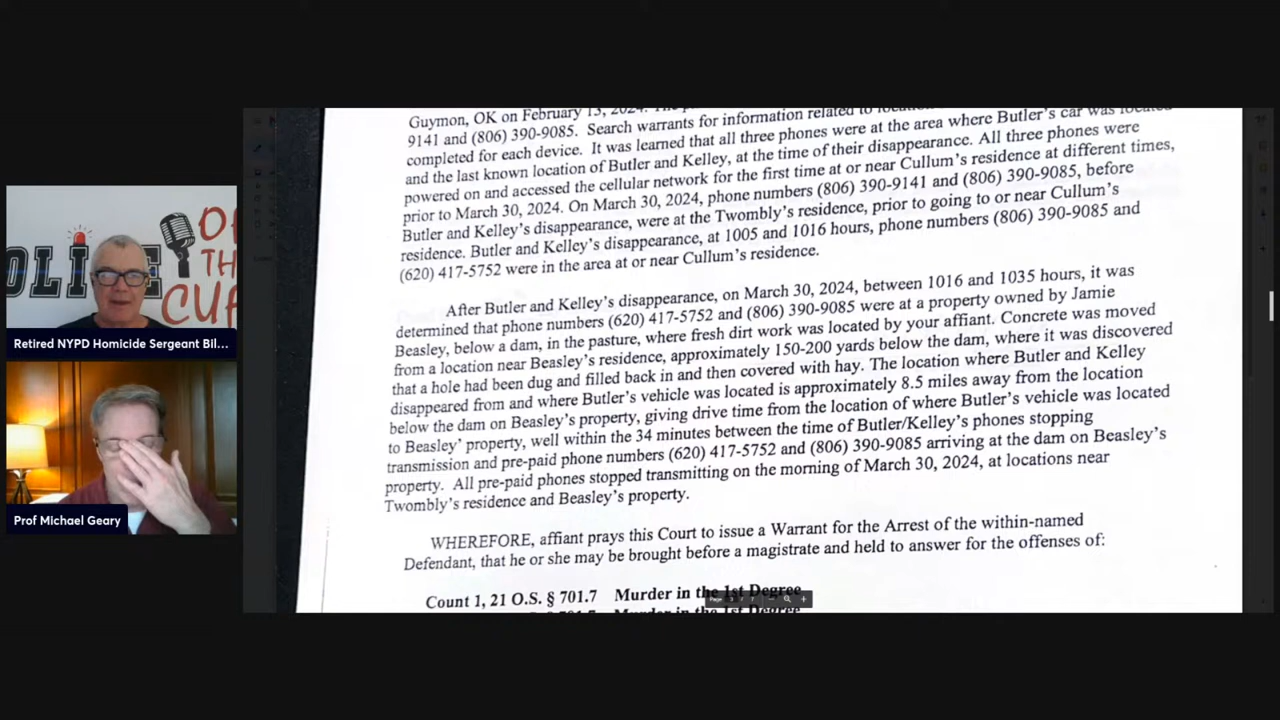 OLICE
OF
TH
CUF
Retired NYPD Homicide Sergeant Bil...
Prof Michael Geary
Guymon, OK on February 13, 2024. The
9141 and (806) 390-9085. Search warrants for information related to
completed for each device. It was learned that all three phones were at the area where Butler's car was located
and the last known location of Butler and Kelley, at the time of their disappearance. All three phones were
powered on and accessed the cellular network for the first time at or near Cullum's residence at different times,
prior to March 30, 2024. On March 30, 2024, phone numbers (806) 390-9141 and (806) 390-9085, before
Butler and Kelley's disappearance, were at the Twombly's residence, prior to going to or near Cullum's
residence. Butler and Kelley's disappearance, at 1005 and 1016 hours, phone numbers (806) 390-9085 and
(620) 417-5752 were in the area at or near Cullum's residence.
After Butler and Kelley's disappearance, on March 30, 2024, between 1016 and 1035 hours, it was
determined that phone numbers (620) 417-5752 and (806) 390-9085 were at a property owned by Jamie
Beasley, below a dam, in the pasture, where fresh dirt work was located by your affiant. Concrete was moved
from a location near Beasley's residence, approximately 150-200 yards below the dam, where it was discovered
that a hole had been dug and filled back in and then covered with hay. The location where Butler and Kelley
disappeared from and where Butler's vehicle was located is approximately 8.5 miles away from the location
below the dam on Beasley's property, giving drive time from the location of where Butler's vehicle was located
to Beasley' property, well within the 34 minutes between the time of Butler/Kelley's phones stopping
transmission and pre-paid phone numbers (620) 417-5752 and (806) 390-9085 arriving at the dam on Beasley's
property. All pre-paid phones stopped transmitting on the morning of March 30, 2024, at locations near
Twombly's residence and Beasley's property.
WHEREFORE, affiant prays this Court to issue a Warrant for the Arrest of the within-named
Defendant, that he or she may be brought before a magistrate and held to answer for the offenses of:
Count 1, 21 O.S. § 701.7 Murder in the 1st Degree
Murder in the 1st Degree
Page